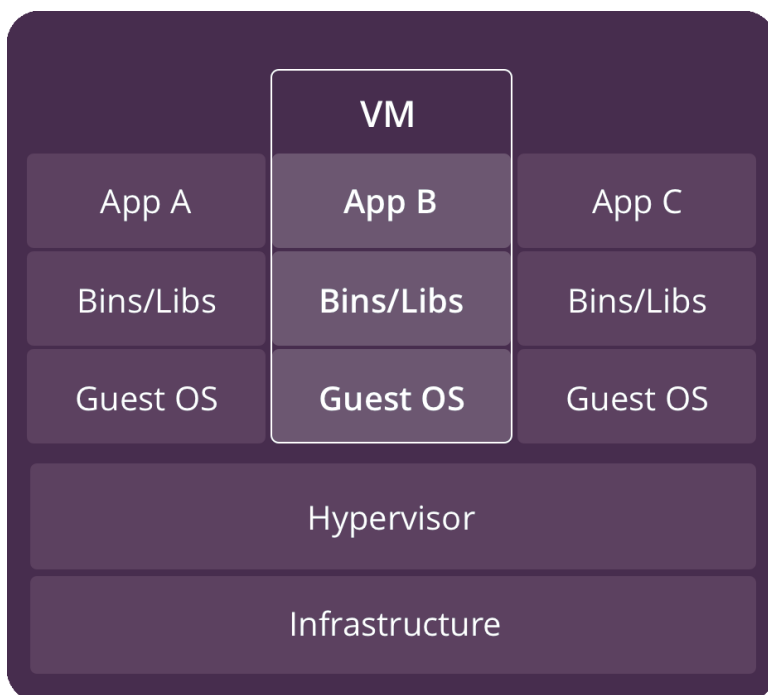 VM
App A
App B
App C
Bins/Libs
Bins/Libs
Bins/Libs
Guest OS
Guest OS
Guest OS
Hypervisor
Infrastructure